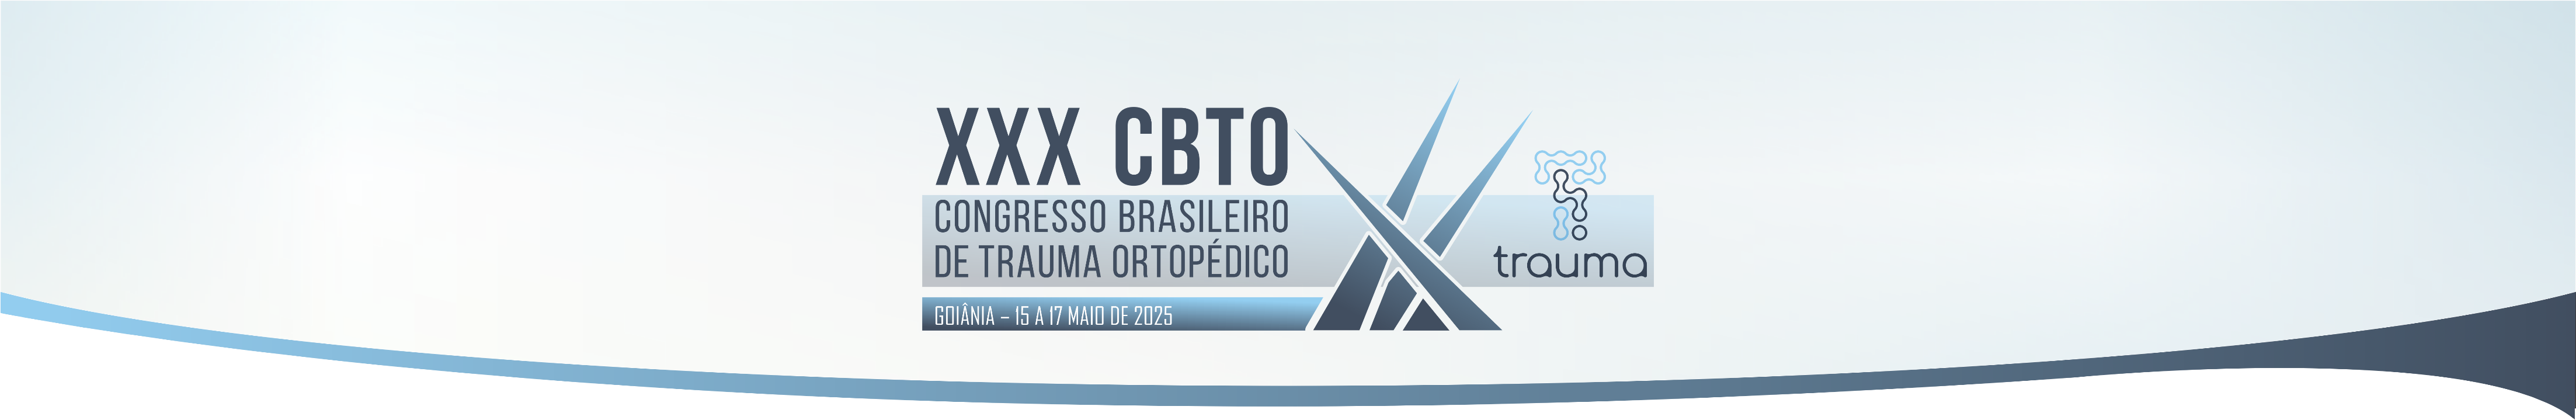 XXX CBTO
CONGRESSO BRASILEIRO
DE TRAUMA ORTOPÉDICO
GOIÂNIA – 15 A 17 MAIO DE 2025
trauma